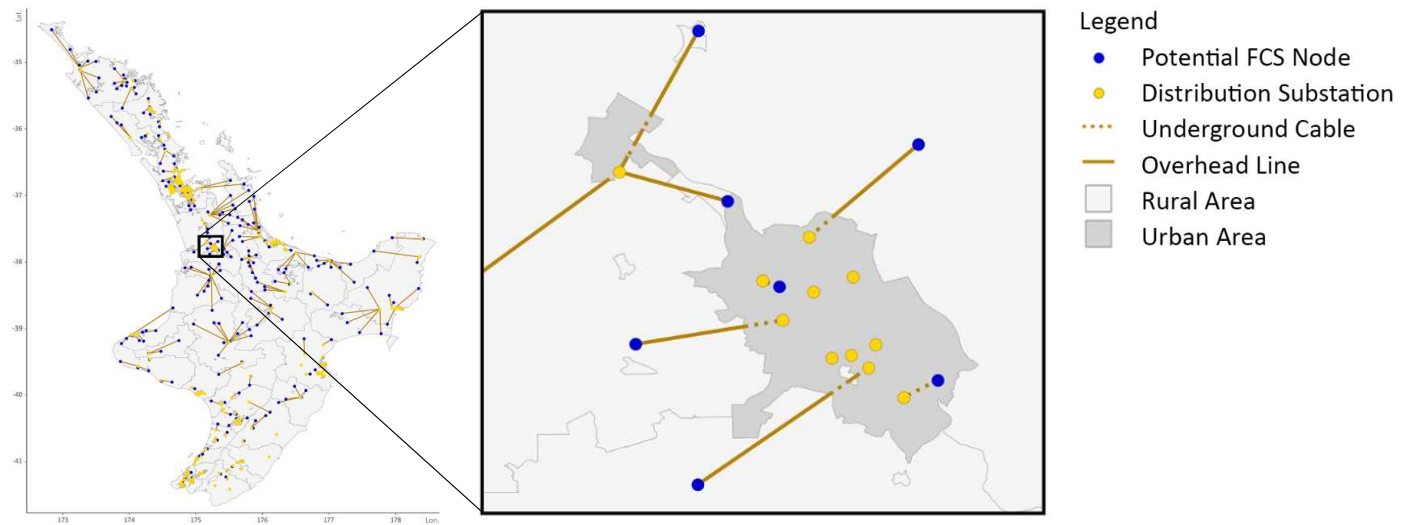 Lat.
-35
-36
-37
-38
-39
-40
-41
173
174
175
176
177
178
Lon.
Legend
Potential FCS Node
Distribution Substation
Underground Cable
Overhead Line
Rural Area
Urban Area